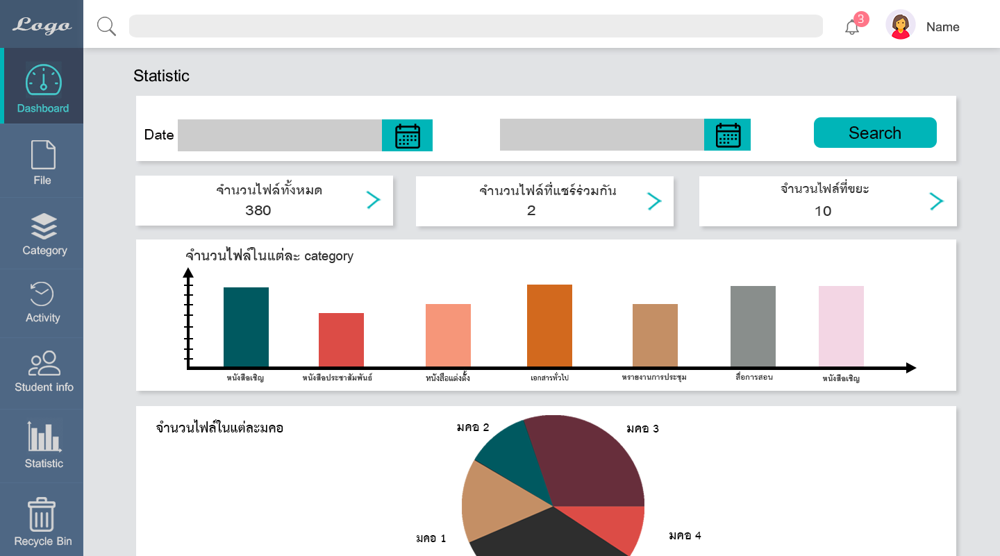 Logo
3
Name
Dashboard
File
Category
Activity
Student info
Statistic
Recycle Bin
Statistic
Date
Search
จำนวนไฟล์ทั้งหมด
380
จำนวนไฟล์ที่แชร์ร่วมกัน
2
จำนวนไฟล์ที่ขยะ
10
จำนวนไฟล์ในแต่ละ category
หนังสือเชิญ
หนังสือประชาสัมพันธ์
หนังสือแต่งตั้ง
เอกสารทั่วไป
หรายงานการประชุม
สื่อการสอน
หนังสือเชิญ
จำนวนไฟล์ในแต่ละมคอ
มคอ 2
มคอ 3
มคอ 1
มคอ 4